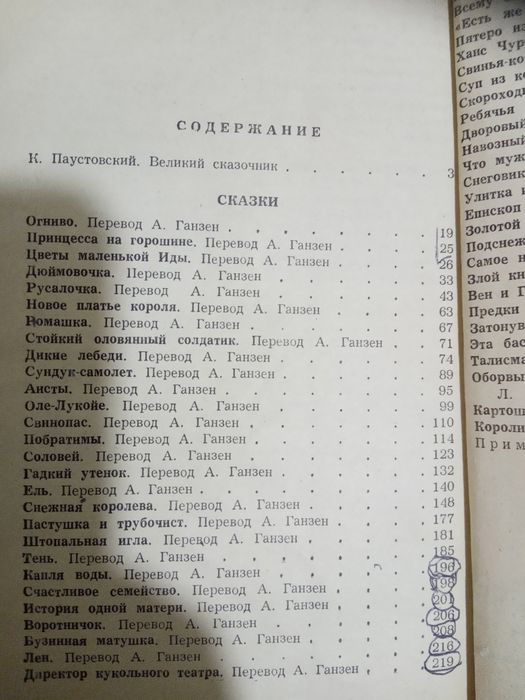 СОДЕРЖАНИЕ
К. Паустовский. Великий сказочник . . . . . . . 3
СКАЗКИ
Огниво. Перевод А. Ганзен . . . . . . . 19
Принцесса на горошине. Перевод А. Ганзен . . . . 25
Цветы маленькой Иды. Перевод А. Ганзен . . . . 26
Дюймовочка. Перевод А. Ганзен . . . . . . 33
Русалочка. Перевод А. Ганзен . . . . . . 43
Новое платье короля. Перевод А. Ганзен . . . . 63
Ромашка. Перевод А. Ганзен . . . . . . 67
Стойкий оловянный солдатик. Перевод А. Ганзен . . 71
Дикие лебеди. Перевод А. Ганзен . . . . . . 74
Сундук-самолет. Перевод А. Ганзен . . . . . 89
Аисты. Перевод А. Ганзен . . . . . . . 95
Оле-Лукойе. Перевод А. Ганзен . . . . . . 99
Свинопас. Перевод А. Ганзен . . . . . . 110
Побратимы. Перевод А. Ганзен . . . . . . 114
Соловей. Перевод А. Ганзен . . . . . . 123
Гадкий утенок. Перевод А. Ганзен . . . . . 132
Ель. Перевод А. Ганзен . . . . . . . 140
Снежная королева. Перевод А. Ганзен . . . . . 148
Пастушка и трубочист. Перевод А. Ганзен . . . . 177
Штопальная игла. Перевод А. Ганзен . . . . . 181
Тень. Перевод А. Ганзен . . . . . . . 185
Капля воды. Перевод А. Ганзен . . . . . . 196
Счастливое семейство. Перевод А. Ганзен . . . . 198
История одной матери. Перевод А. Ганзен . . . . 201
Воротничок. Перевод А. Ганзен . . . . . . 206
Бузинная матушка. Перевод А. Ганзен . . . . 208
Лен. Перевод А. Ганзен . . . . . . . 216
Директор кукольного театра. Перевод А. Ганзен . . 219
Всему
«Есть же
Пятеро из
Ханс Чур
Свинья-ко
Суп из к
Скороход
Ребячья
Дворовый
Навозный
Что муж
Снеговик
Улитка и
Епископ
Золотой
Подснеж
Самое н
Злой кн
Вен и Г
Предки
Затонув
Эта бас
Талисма
Оборвы
Л.
Картош
Короли
Прим